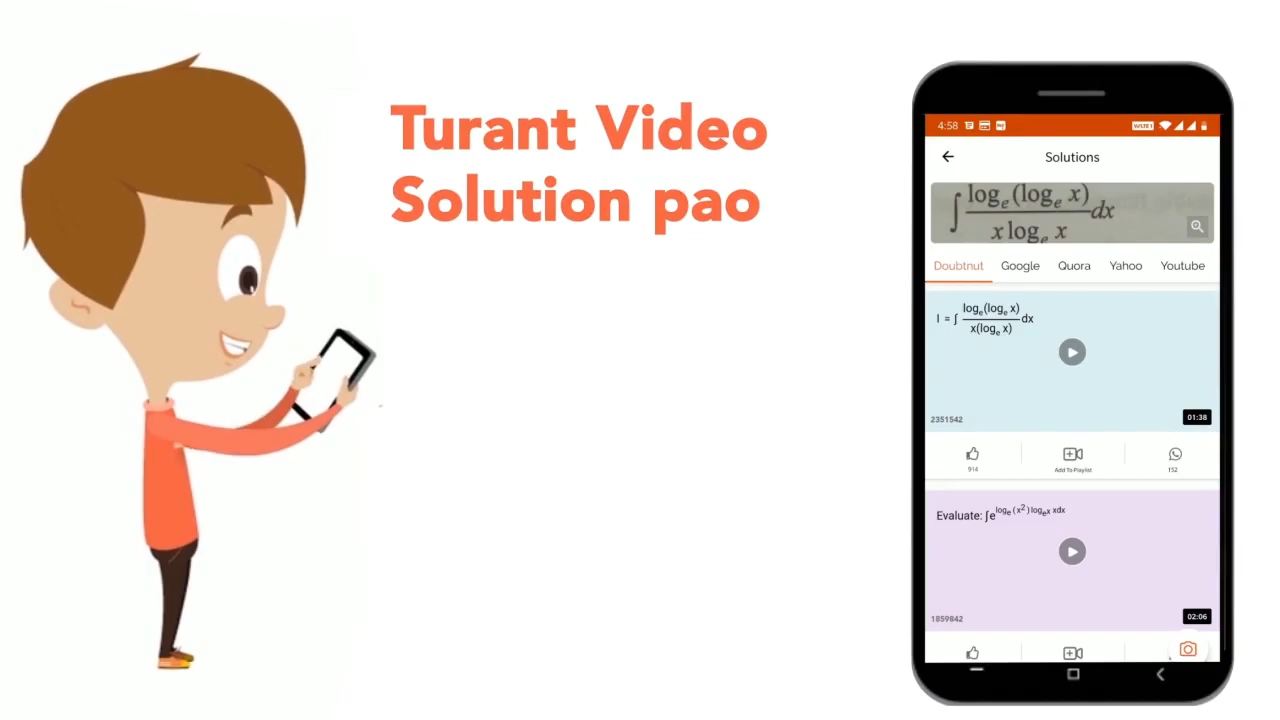 Turant Video
Solution pao
4:58
Solutions
∫ logₑ(logₑ x) / x logₑ x dx
Doubtnut Google Quora Yahoo Youtube
I = ∫ logₑ(logₑ x) / x(logₑ x) dx
2351542 01:38
914 Add To Playlist 152
Evaluate: ∫e^logₑ(x²)logₑx xdx
1859842 02:06